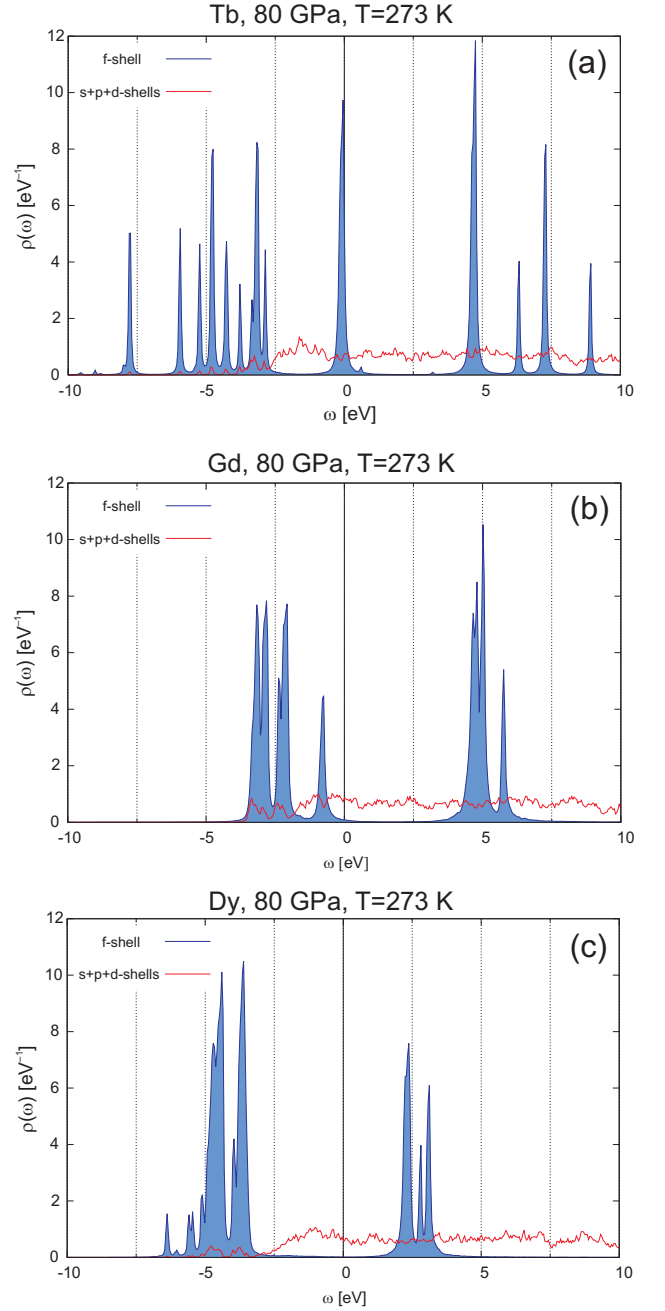 Tb, 80 GPa, T=273 K
(a)
f-shell
s+p+d-shells
12
10
8
6
4
2
0
ρ(ω) [eV⁻¹]
-10 -5 0 5 10
ω [eV]
Gd, 80 GPa, T=273 K
(b)
f-shell
s+p+d-shells
12
10
8
6
4
2
0
ρ(ω) [eV⁻¹]
-10 -5 0 5 10
ω [eV]
Dy, 80 GPa, T=273 K
(c)
f-shell
s+p+d-shells
12
10
8
6
4
2
0
ρ(ω) [eV⁻¹]
-10 -5 0 5 10
ω [eV]